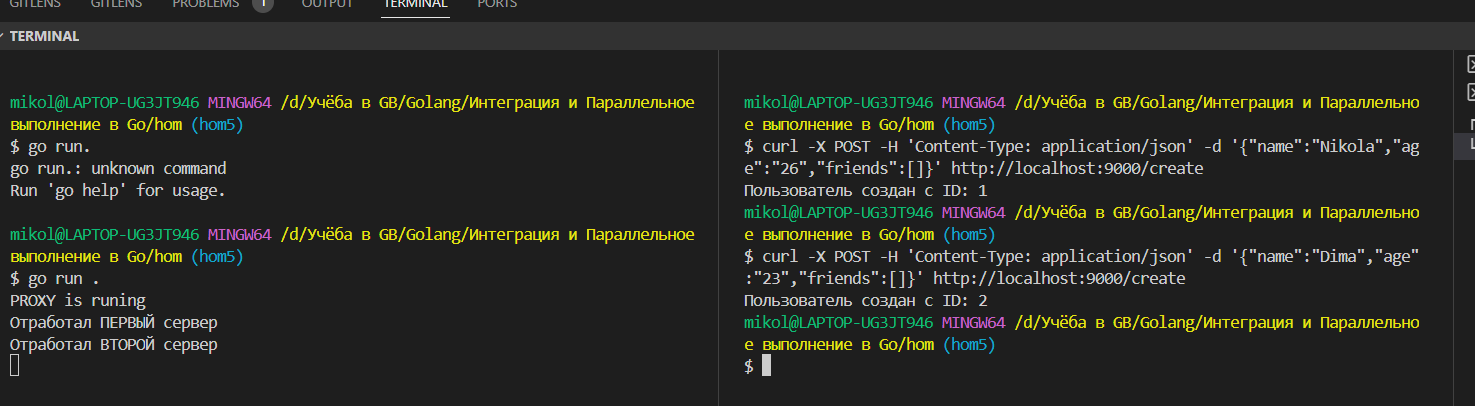 GITLENS GITLENS PROBLEMS 1 OUTPUT TERMINAL PORTS
TERMINAL
mikol@LAPTOP-UG3JT946 MINGW64 /d/Учёба в GB/Golang/Интеграция и Параллельное
выполнение в Go/hom (hom5)
$ go run.
go run.: unknown command
Run 'go help' for usage.
mikol@LAPTOP-UG3JT946 MINGW64 /d/Учёба в GB/Golang/Интеграция и Параллельное
выполнение в Go/hom (hom5)
$ go run .
PROXY is runing
Отработал ПЕРВЫЙ сервер
Отработал ВТОРОЙ сервер
mikol@LAPTOP-UG3JT946 MINGW64 /d/Учёба в GB/Golang/Интеграция и Параллельно
е выполнение в Go/hom (hom5)
$ curl -X POST -H 'Content-Type: application/json' -d '{"name":"Nikola","ag
e":"26","friends":[]}' http://localhost:9000/create
Пользователь создан с ID: 1
mikol@LAPTOP-UG3JT946 MINGW64 /d/Учёба в GB/Golang/Интеграция и Параллельно
е выполнение в Go/hom (hom5)
$ curl -X POST -H 'Content-Type: application/json' -d '{"name":"Dima","age"
:"23","friends":[]}' http://localhost:9000/create
Пользователь создан с ID: 2
mikol@LAPTOP-UG3JT946 MINGW64 /d/Учёба в GB/Golang/Интеграция и Параллельно
е выполнение в Go/hom (hom5)
$